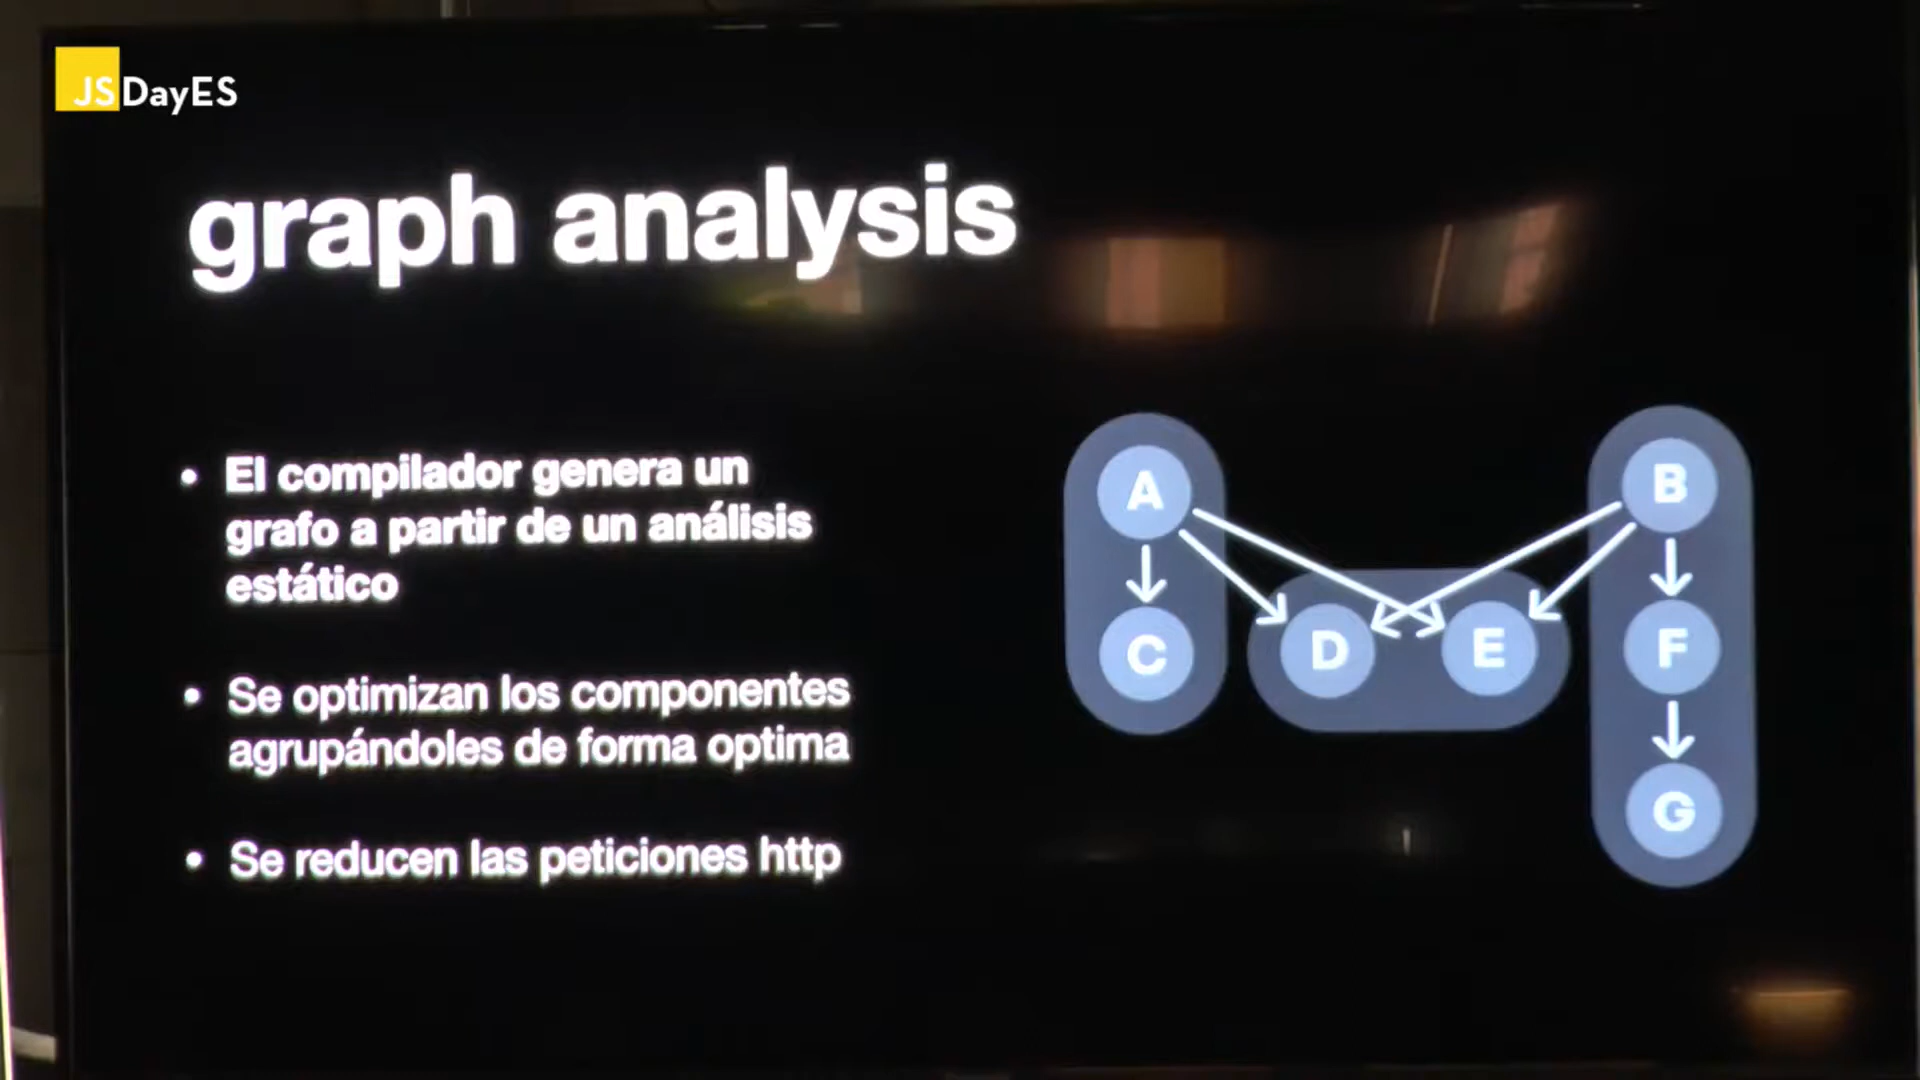 JSDayES
graph analysis
• El compilador genera un
grafo a partir de un análisis
estático
• Se optimizan los componentes
agrupándoles de forma optima
• Se reducen las peticiones http
A
B
C
D
E
F
G